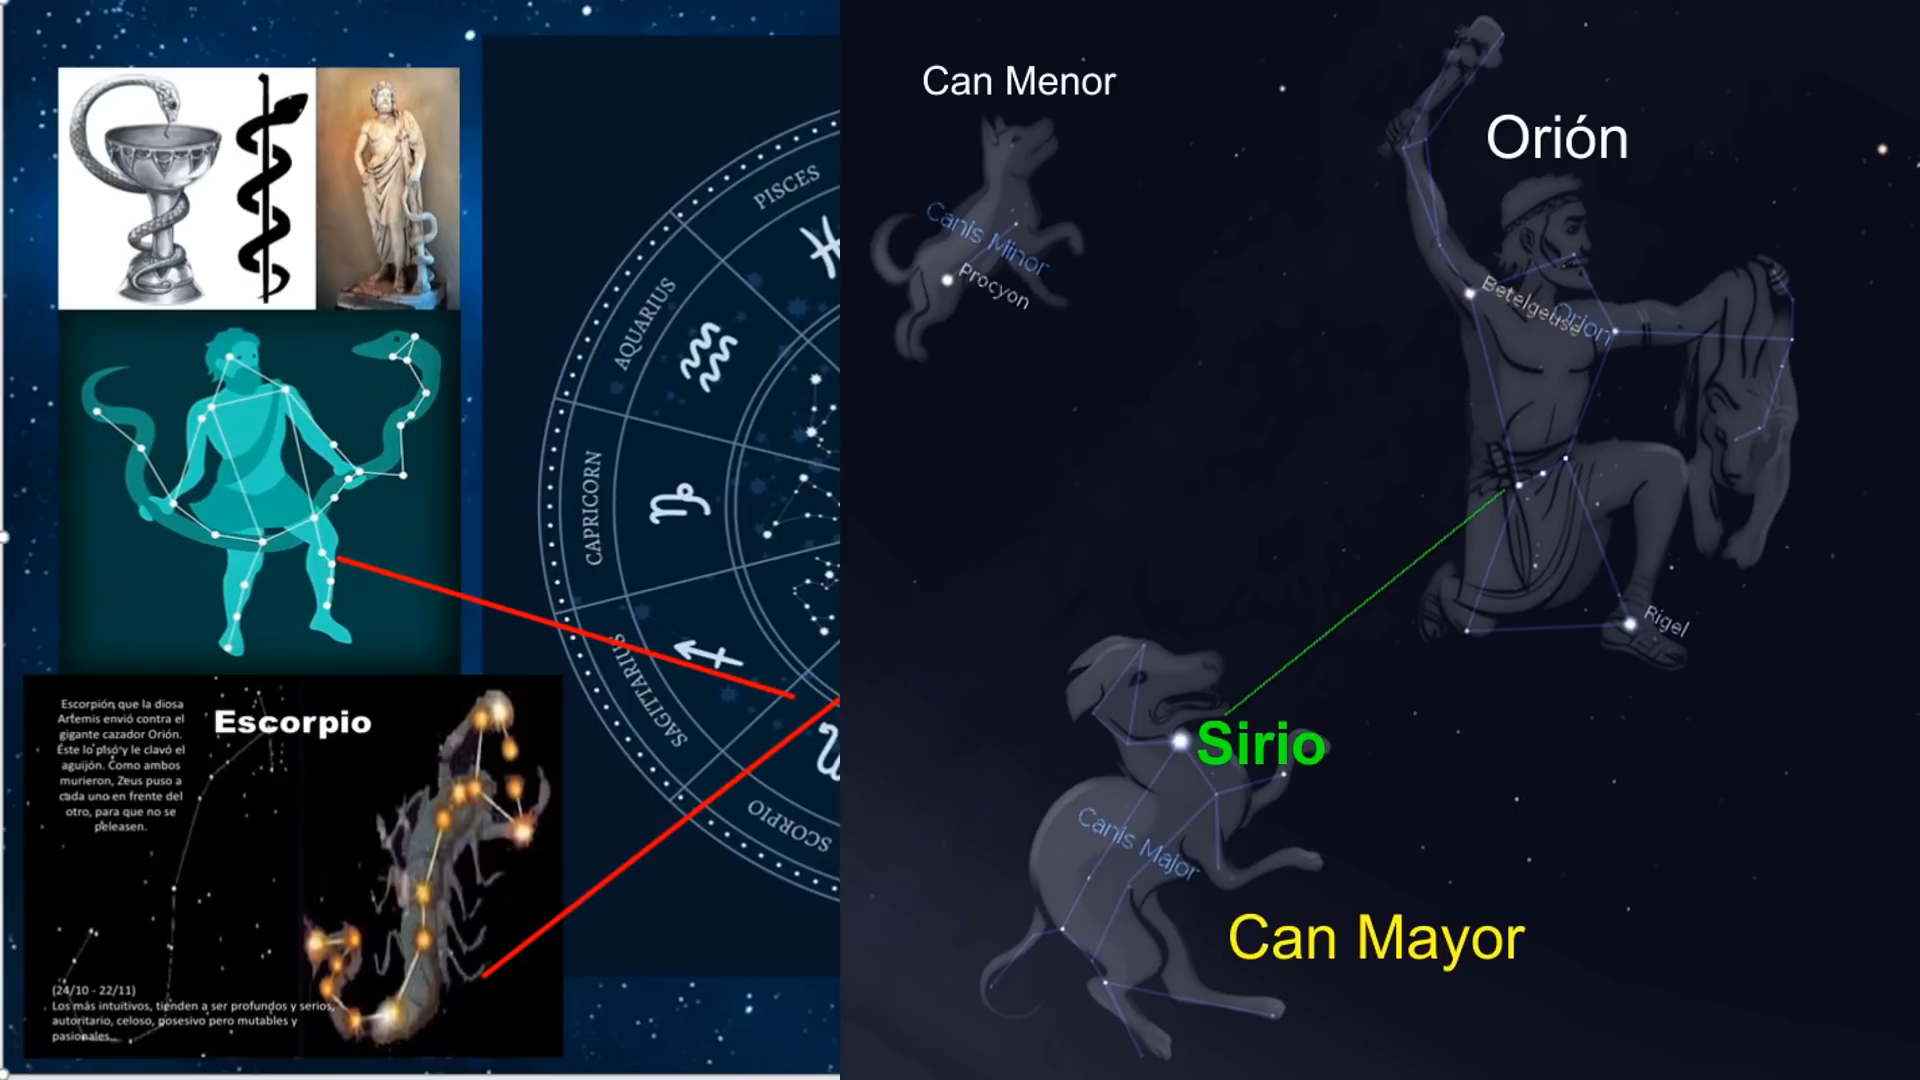 PISCES
AQUARIUS
CAPRICORN
SAGITTARIUS
SCORPIO
Escorpio
Escorpión que la diosa
Artemis envió contra el
gigante cazador Orión.
Éste lo pisó y le clavó el
aguijón. Como ambos
murieron, Zeus puso a
cada uno en frente del
otro, para que no se
peleasen.
(24/10 - 22/11)
Los más intuitivos, tienden a ser profundos y serios,
autoritario, celoso, posesivo pero mutables y
pasionales...
Can Menor
Canis Minor
Procyon
Orión
Betelgeuse
Orion
Rigel
Sirio
Canis Major
Can Mayor